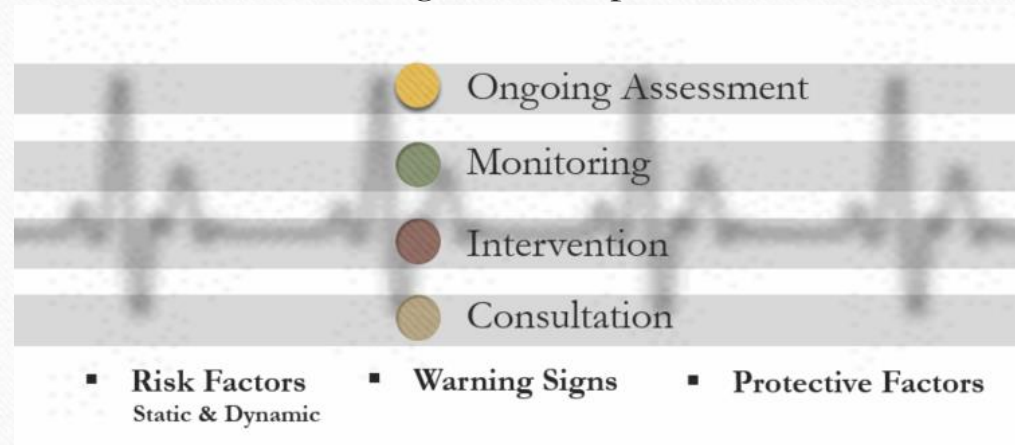 Ongoing Assessment
Monitoring
Intervention
Consultation
▪ Risk Factors ▪ Warning Signs ▪ Protective Factors
Static & Dynamic